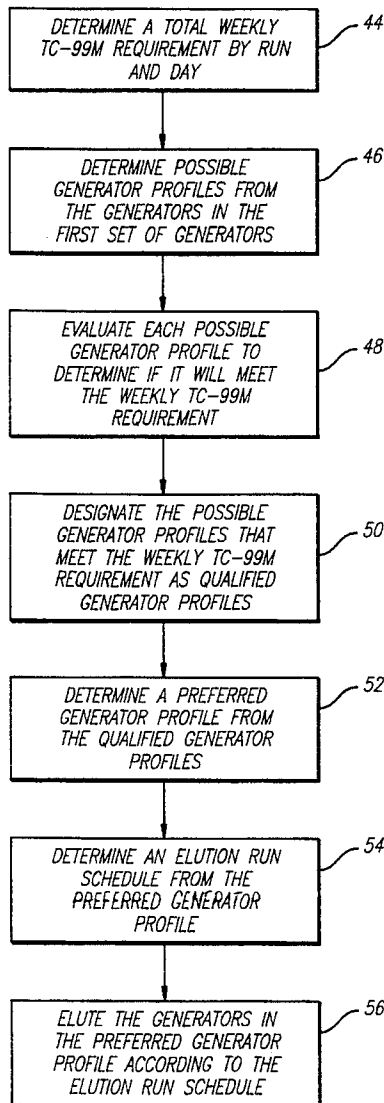 DETERMINE A TOTAL WEEKLY
TC-99M REQUIREMENT BY RUN
AND DAY
44
DETERMINE POSSIBLE
GENERATOR PROFILES FROM
THE GENERATORS IN THE
FIRST SET OF GENERATORS
46
EVALUATE EACH POSSIBLE
GENERATOR PROFILE TO
DETERMINE IF IT WILL MEET
THE WEEKLY TC-99M
REQUIREMENT
48
DESIGNATE THE POSSIBLE
GENERATOR PROFILES THAT
MEET THE WEEKLY TC-99M
REQUIREMENT AS QUALIFIED
GENERATOR PROFILES
50
DETERMINE A PREFERRED
GENERATOR PROFILE FROM
THE QUALIFIED GENERATOR
PROFILES
52
DETERMINE AN ELUTION RUN
SCHEDULE FROM THE
PREFERRED GENERATOR
PROFILE
54
ELUTE THE GENERATORS IN
THE PREFERRED GENERATOR
PROFILE ACCORDING TO THE
ELUTION RUN SCHEDULE
56